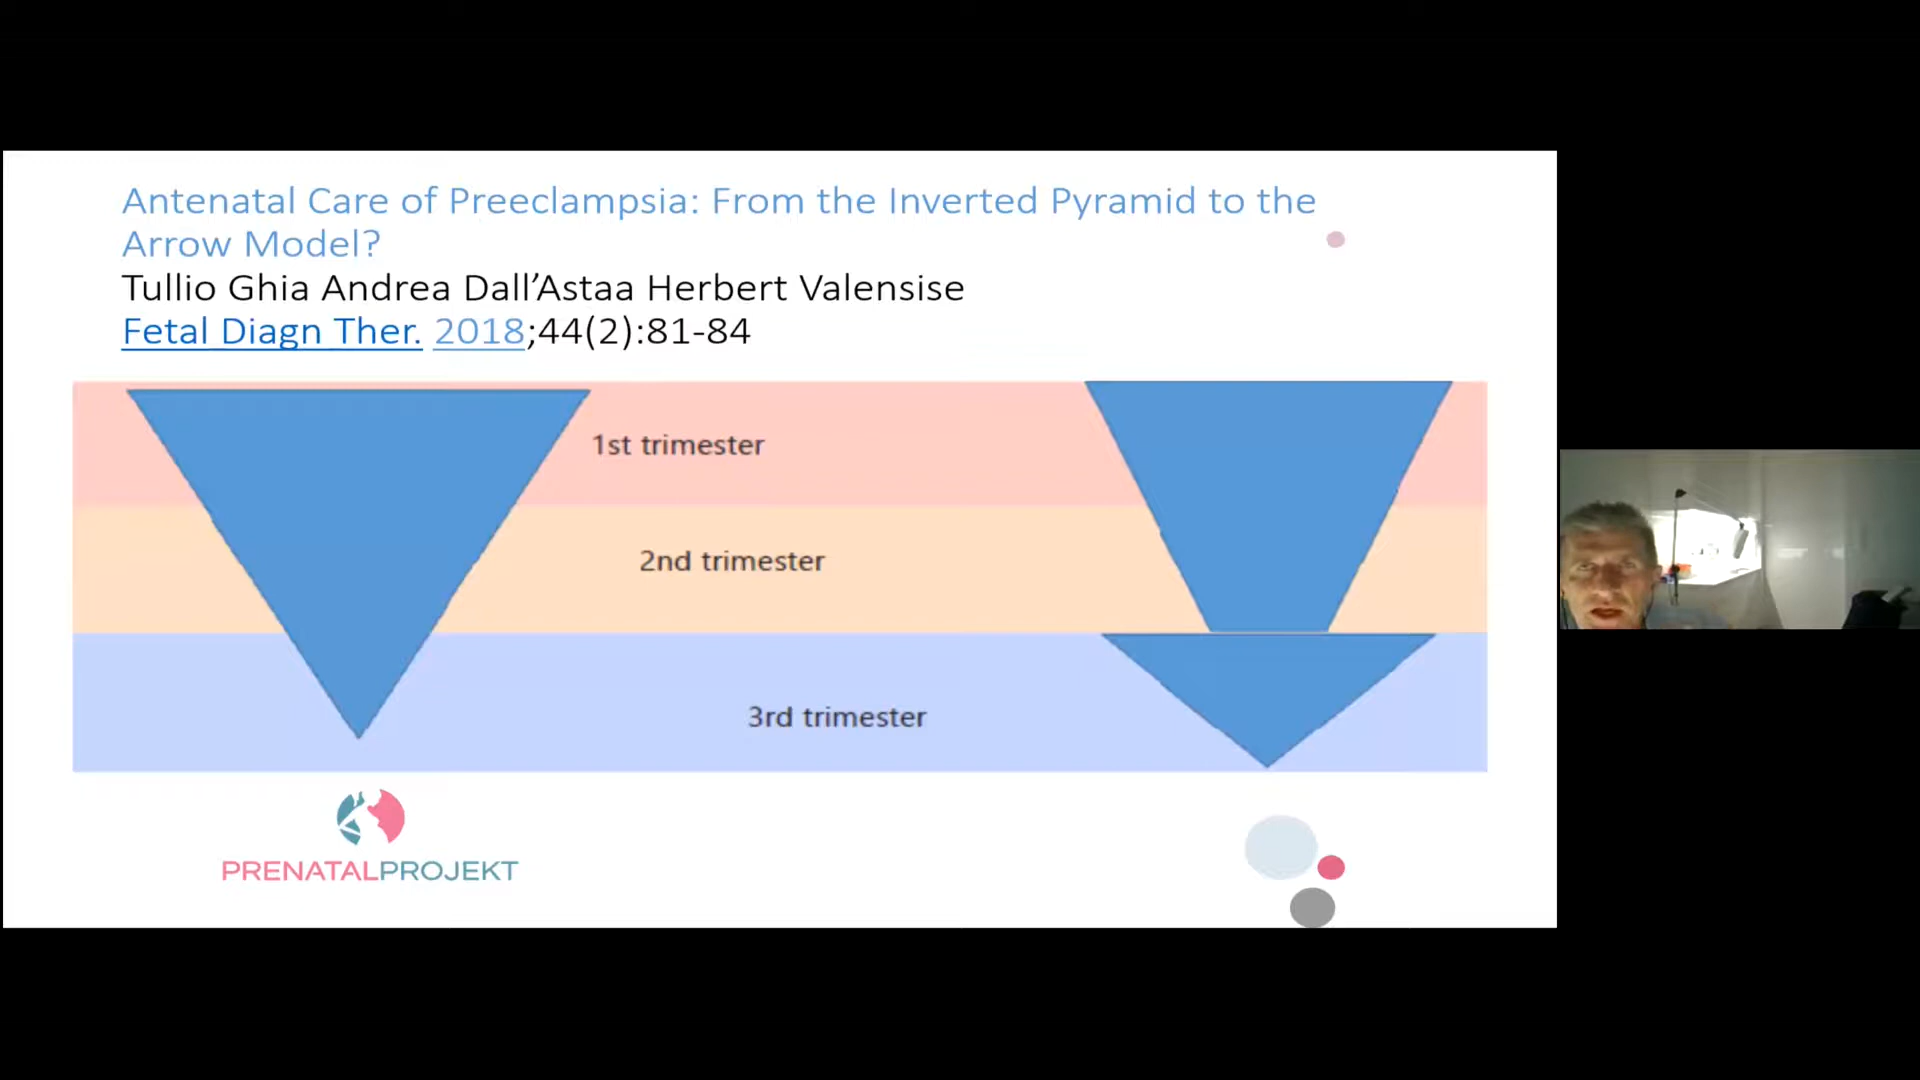 Antenatal Care of Preeclampsia: From the Inverted Pyramid to the
Arrow Model?
Tullio Ghia Andrea Dall’Astaa Herbert Valensise
Fetal Diagn Ther. 2018;44(2):81-84
1st trimester
2nd trimester
3rd trimester
PRENATALPROJEKT